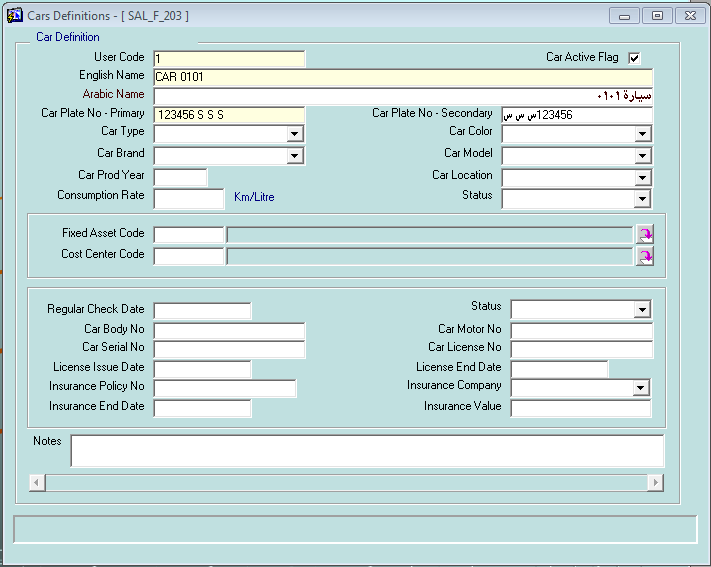 Cars Definitions - [ SAL_F_203 ]
Car Definition
User Code 1 Car Active Flag
English Name CAR 0101
Arabic Name سيارة ٠١٠١
Car Plate No - Primary 123456 S S S Car Plate No - Secondary 123456س س س
Car Type Car Color
Car Brand Car Model
Car Prod Year Car Location
Consumption Rate Km/Litre Status
Fixed Asset Code
Cost Center Code
Regular Check Date Status
Car Body No Car Motor No
Car Serial No Car License No
License Issue Date License End Date
Insurance Policy No Insurance Company
Insurance End Date Insurance Value
Notes